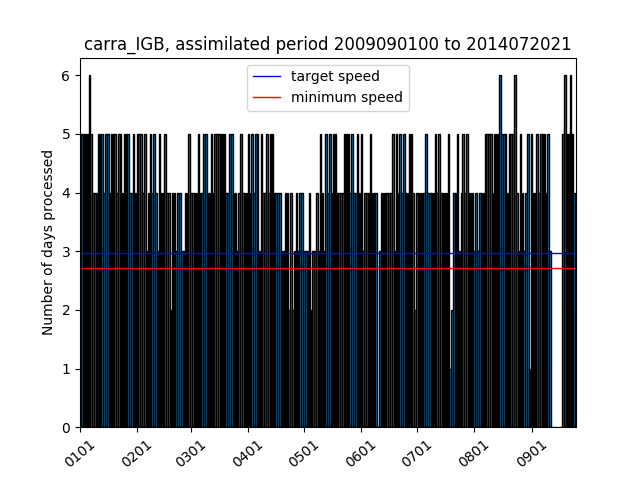 carra_IGB, assimilated period 2009090100 to 2014072021
target speed
minimum speed
Number of days processed
6
5
4
3
2
1
0
0101 0201 0301 0401 0501 0601 0701 0801 0901